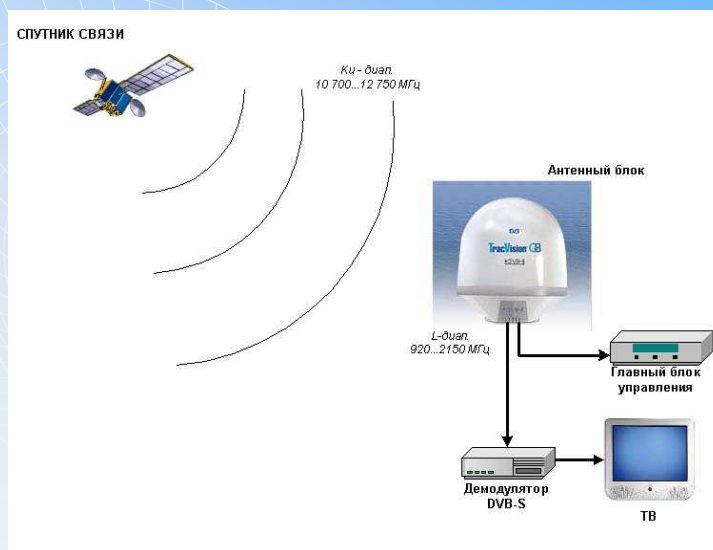 СПУТНИК СВЯЗИ
Ku - диап.
10 700...12 750 МГц
Антенный блок
TracVision G8
L-диап.
920...2150 МГц
Главный блок
управления
Демодулятор
DVB-S
ТВ